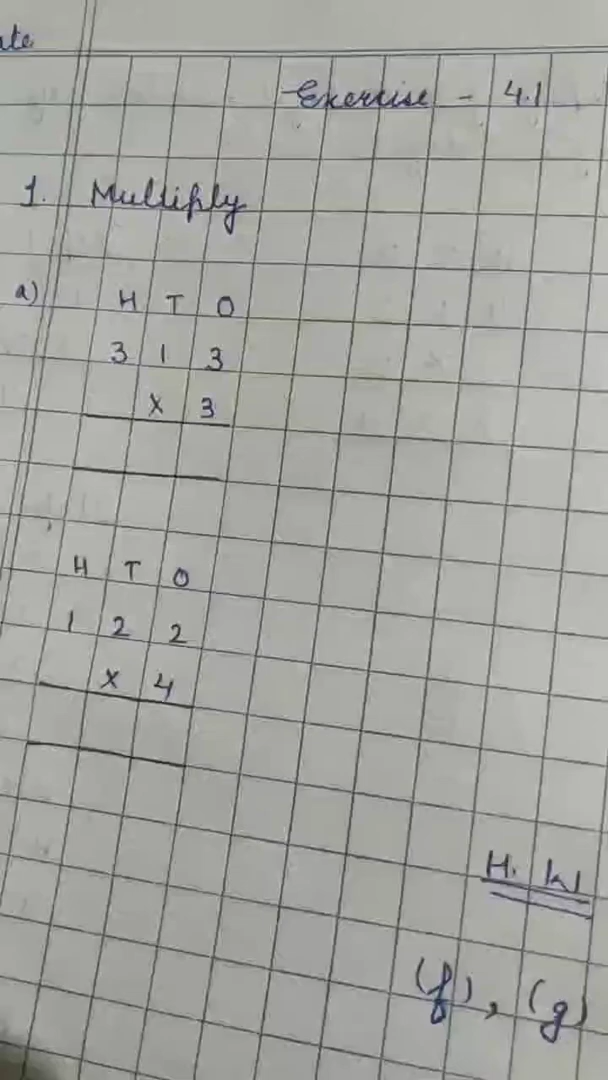 Exercise - 4.1
1. Multiply
a) H T O
3 1 3
x 3
H T O
1 2 2
x 4
H. W
(f), (g)